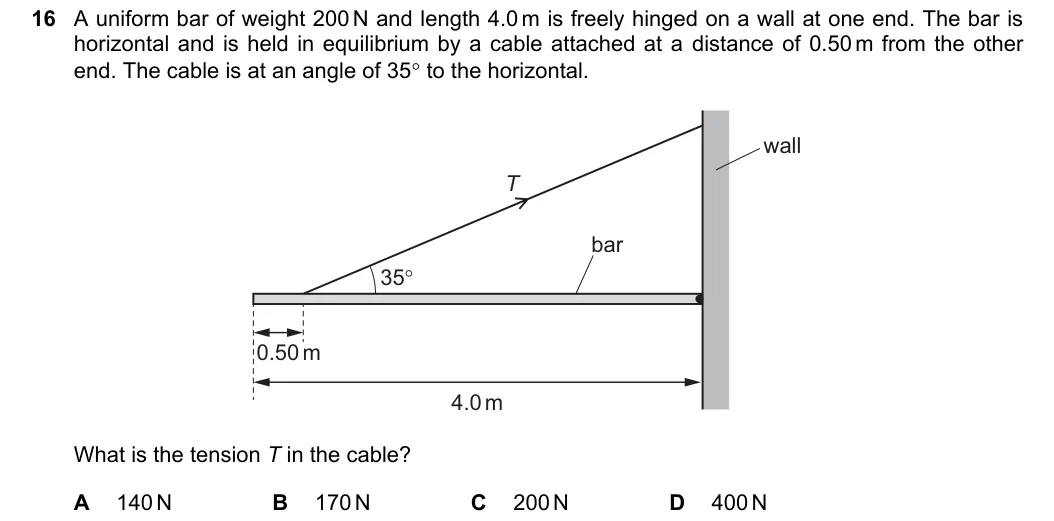 16 A uniform bar of weight 200 N and length 4.0 m is freely hinged on a wall at one end. The bar is
horizontal and is held in equilibrium by a cable attached at a distance of 0.50 m from the other
end. The cable is at an angle of 35° to the horizontal.
wall
T
bar
35°
0.50 m
4.0 m
What is the tension T in the cable?
A 140 N B 170 N C 200 N D 400 N